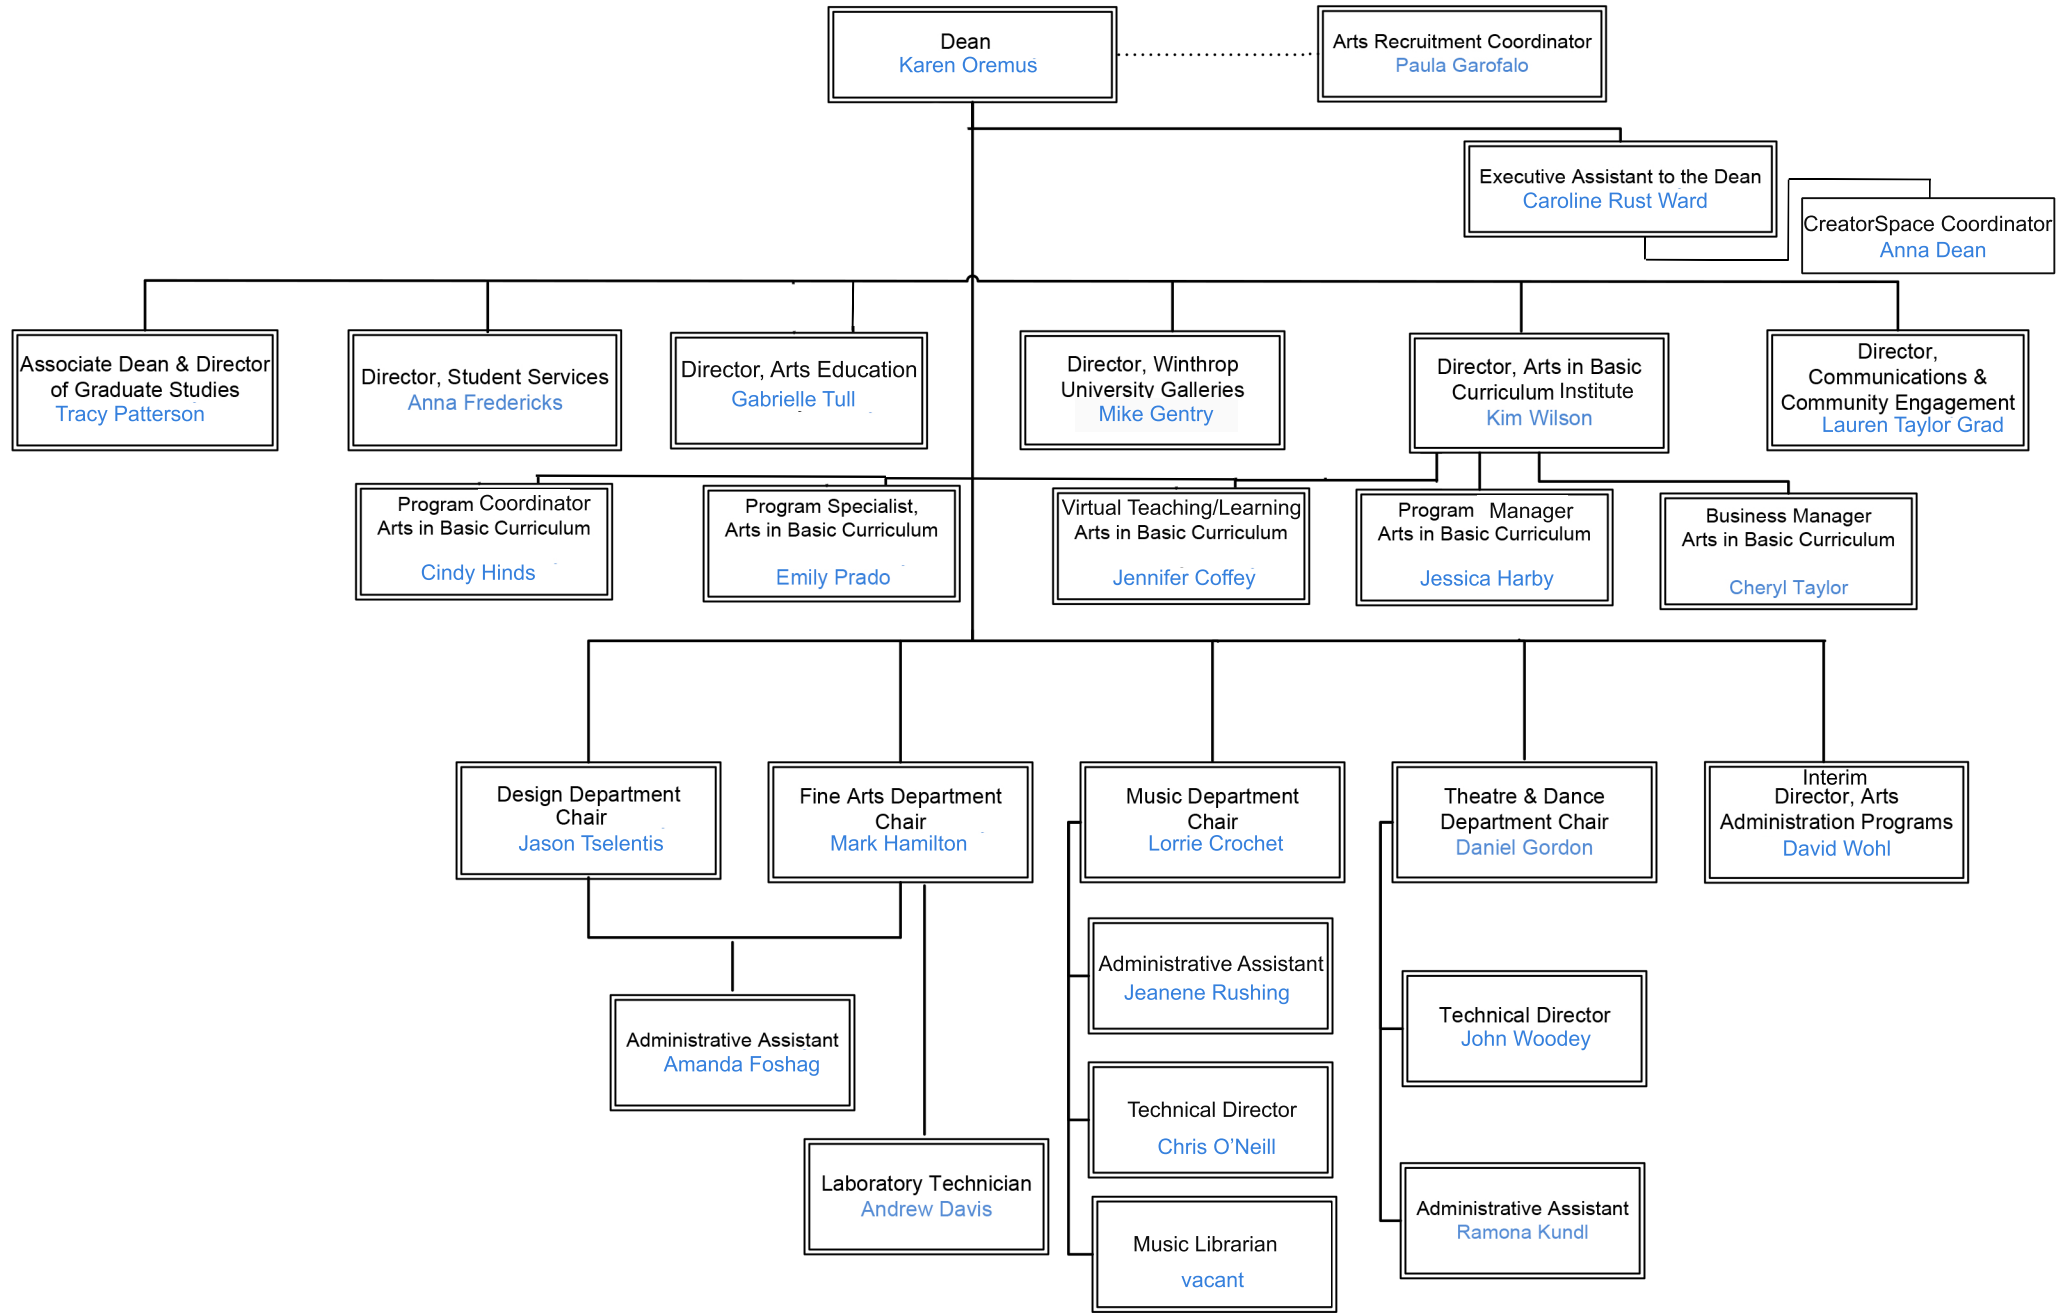 Dean
Karen Oremus
Arts Recruitment Coordinator
Paula Garofalo
Executive Assistant to the Dean
Caroline Rust Ward
CreatorSpace Coordinator
Anna Dean
Associate Dean & Director
of Graduate Studies
Tracy Patterson
Director, Student Services
Anna Fredericks
Director, Arts Education
Gabrielle Tull
Director, Winthrop
University Galleries
Mike Gentry
Director, Arts in Basic
Curriculum Institute
Kim Wilson
Director,
Communications &
Community Engagement
Lauren Taylor Grad
Program Coordinator
Arts in Basic Curriculum
Cindy Hinds
Program Specialist,
Arts in Basic Curriculum
Emily Prado
Virtual Teaching/Learning
Arts in Basic Curriculum
Jennifer Coffey
Program Manager
Arts in Basic Curriculum
Jessica Harby
Business Manager
Arts in Basic Curriculum
Cheryl Taylor
Design Department
Chair
Jason Tselentis
Fine Arts Department
Chair
Mark Hamilton
Music Department
Chair
Lorrie Crochet
Theatre & Dance
Department Chair
Daniel Gordon
Interim
Director, Arts
Administration Programs
David Wohl
Administrative Assistant
Amanda Foshag
Laboratory Technician
Andrew Davis
Administrative Assistant
Jeanene Rushing
Technical Director
Chris O'Neill
Music Librarian
vacant
Technical Director
John Woodey
Administrative Assistant
Ramona Kundl